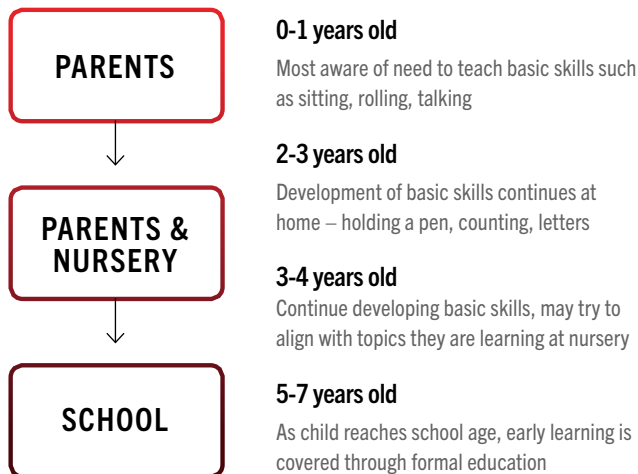 PARENTS
0-1 years old
Most aware of need to teach basic skills such
as sitting, rolling, talking
2-3 years old
Development of basic skills continues at
home – holding a pen, counting, letters
PARENTS &
NURSERY
3-4 years old
Continue developing basic skills, may try to
align with topics they are learning at nursery
SCHOOL
5-7 years old
As child reaches school age, early learning is
covered through formal education